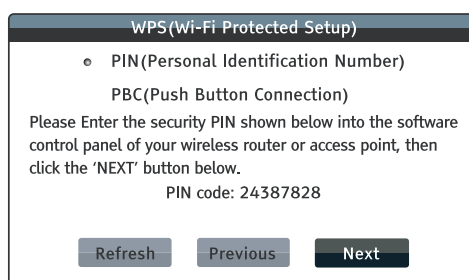 WPS(Wi-Fi Protected Setup)
PIN(Personal Identification Number)
PBC(Push Button Connection)
Please Enter the security PIN shown below into the software
control panel of your wireless router or access point, then
click the ‘NEXT’ button below.
PIN code: 24387828
Refresh Previous Next